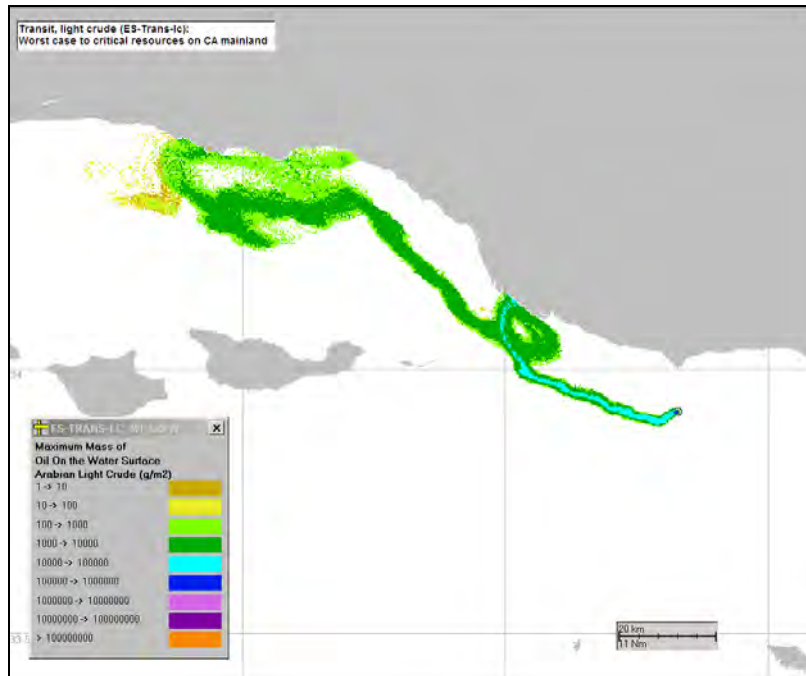 Transit, light crude (ES-Trans-lc):
Worst case to critical resources on CA mainland
Maximum Mass of
Oil On the Water Surface
Arabian Light Crude (g/m2)
1 -> 10
10 -> 100
100 -> 1000
1000 -> 10000
10000 -> 100000
100000 -> 1000000
1000000 -> 10000000
10000000 -> 100000000
> 100000000
20 km
11 Nm